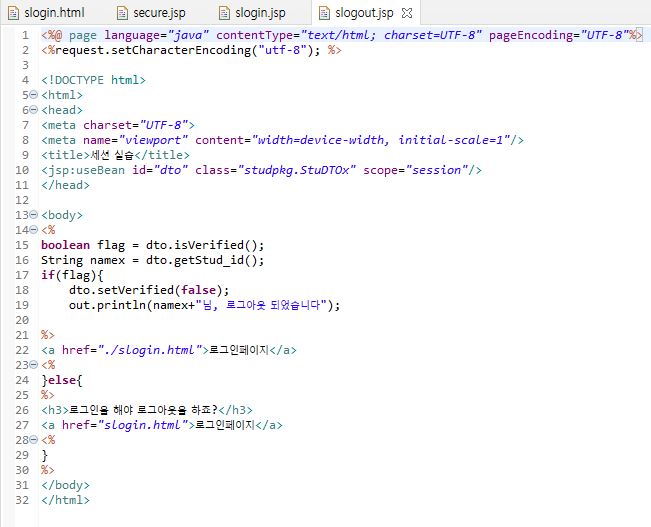 slogin.html secure.jsp slogin.jsp slogout.jsp
1 <%@ page language="java" contentType="text/html; charset=UTF-8" pageEncoding="UTF-8"%>
2 <%request.setCharacterEncoding("utf-8"); %>
3
4 <!DOCTYPE html>
5 <html>
6 <head>
7 <meta charset="UTF-8">
8 <meta name="viewport" content="width=device-width, initial-scale=1"/>
9 <title>세션 실습</title>
10 <jsp:useBean id="dto" class="studpkg.StuDTOx" scope="session"/>
11 </head>
12
13 <body>
14 <%
15 boolean flag = dto.isVerified();
16 String namex = dto.getStud_id();
17 if(flag){
18 dto.setVerified(false);
19 out.println(namex+"님, 로그아웃 되었습니다");
20
21 %>
22 <a href="./slogin.html">로그인페이지</a>
23 <%
24 }else{
25 %>
26 <h3>로그인을 해야 로그아웃을 하죠?</h3>
27 <a href="slogin.html">로그인페이지</a>
28 <%
29 }
30 %>
31 </body>
32 </html>